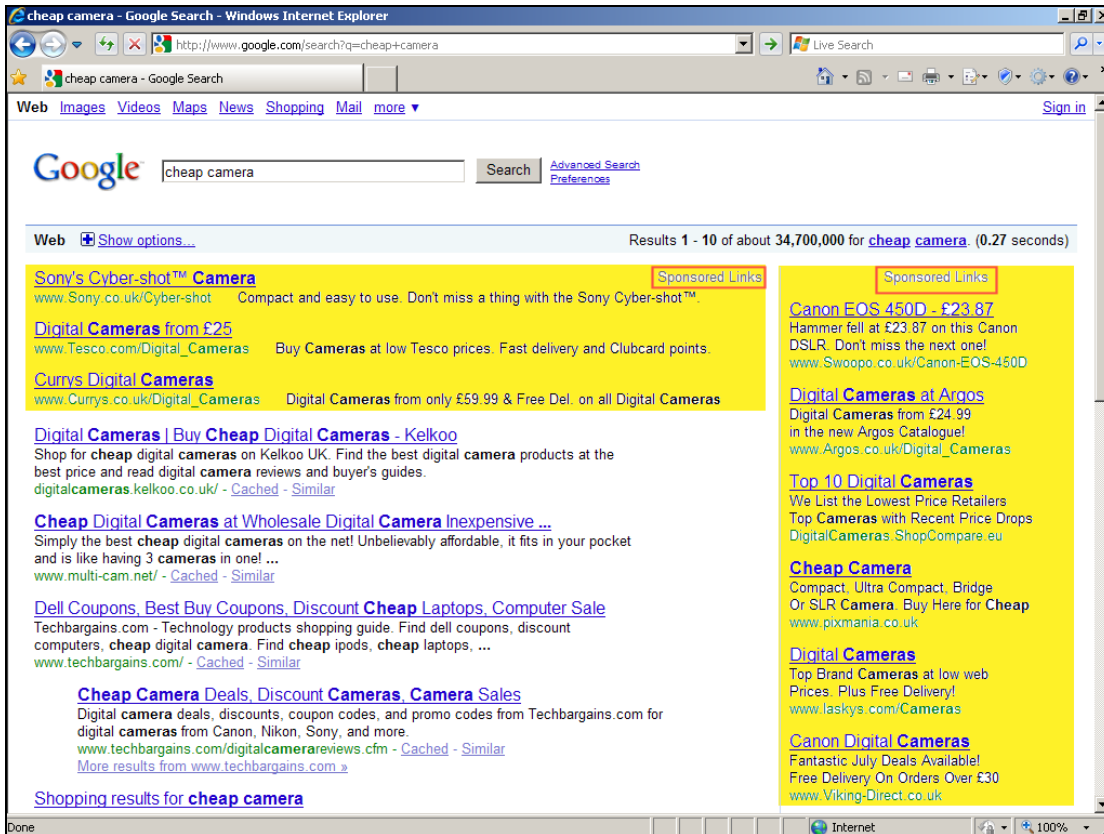 cheap camera - Google Search - Windows Internet Explorer
http://www.google.com/search?q=cheap+camera
Live Search
cheap camera - Google Search
Web Images Videos Maps News Shopping Mail more ▼
Sign in
Google
cheap camera
Search
Advanced Search
Preferences
Web Show options...
Results 1 - 10 of about 34,700,000 for cheap camera. (0.27 seconds)
Sony's Cyber-shot™ Camera
Sponsored Links
www.Sony.co.uk/Cyber-shot Compact and easy to use. Don't miss a thing with the Sony Cyber-shot™.
Digital Cameras from £25
www.Tesco.com/Digital_Cameras Buy Cameras at low Tesco prices. Fast delivery and Clubcard points.
Currys Digital Cameras
www.Currys.co.uk/Digital_Cameras Digital Cameras from only £59.99 & Free Del. on all Digital Cameras
Digital Cameras | Buy Cheap Digital Cameras - Kelkoo
Shop for cheap digital cameras on Kelkoo UK. Find the best digital camera products at the
best price and read digital camera reviews and buyer's guides.
digitalcameras.kelkoo.co.uk/ - Cached - Similar
Cheap Digital Cameras at Wholesale Digital Camera Inexpensive ...
Simply the best cheap digital cameras on the net! Unbelievably affordable, it fits in your pocket
and is like having 3 cameras in one! ...
www.multi-cam.net/ - Cached - Similar
Dell Coupons, Best Buy Coupons, Discount Cheap Laptops, Computer Sale
Techbargains.com - Technology products shopping guide. Find dell coupons, discount
computers, cheap digital camera. Find cheap ipods, cheap laptops, ...
www.techbargains.com/ - Cached - Similar
Cheap Camera Deals, Discount Cameras, Camera Sales
Digital camera deals, discounts, coupon codes, and promo codes from Techbargains.com for
digital cameras from Canon, Nikon, Sony, and more.
www.techbargains.com/digitalcamerareviews.cfm - Cached - Similar
More results from www.techbargains.com »
Shopping results for cheap camera
Sponsored Links
Canon EOS 450D - £23.87
Hammer fell at £23.87 on this Canon
DSLR. Don't miss the next one!
www.Swoopo.co.uk/Canon-EOS-450D
Digital Cameras at Argos
Digital Cameras from £24.99
in the new Argos Catalogue!
www.Argos.co.uk/Digital_Cameras
Top 10 Digital Cameras
We List the Lowest Price Retailers
Top Cameras with Recent Price Drops
DigitalCameras.ShopCompare.eu
Cheap Camera
Compact, Ultra Compact, Bridge
Or SLR Camera. Buy Here for Cheap
www.pixmania.co.uk
Digital Cameras
Top Brand Cameras at low web
Prices. Plus Free Delivery!
www.laskys.com/Cameras
Canon Digital Cameras
Fantastic July Deals Available!
Free Delivery On Orders Over £30
www.Viking-Direct.co.uk
Done
Internet
100%